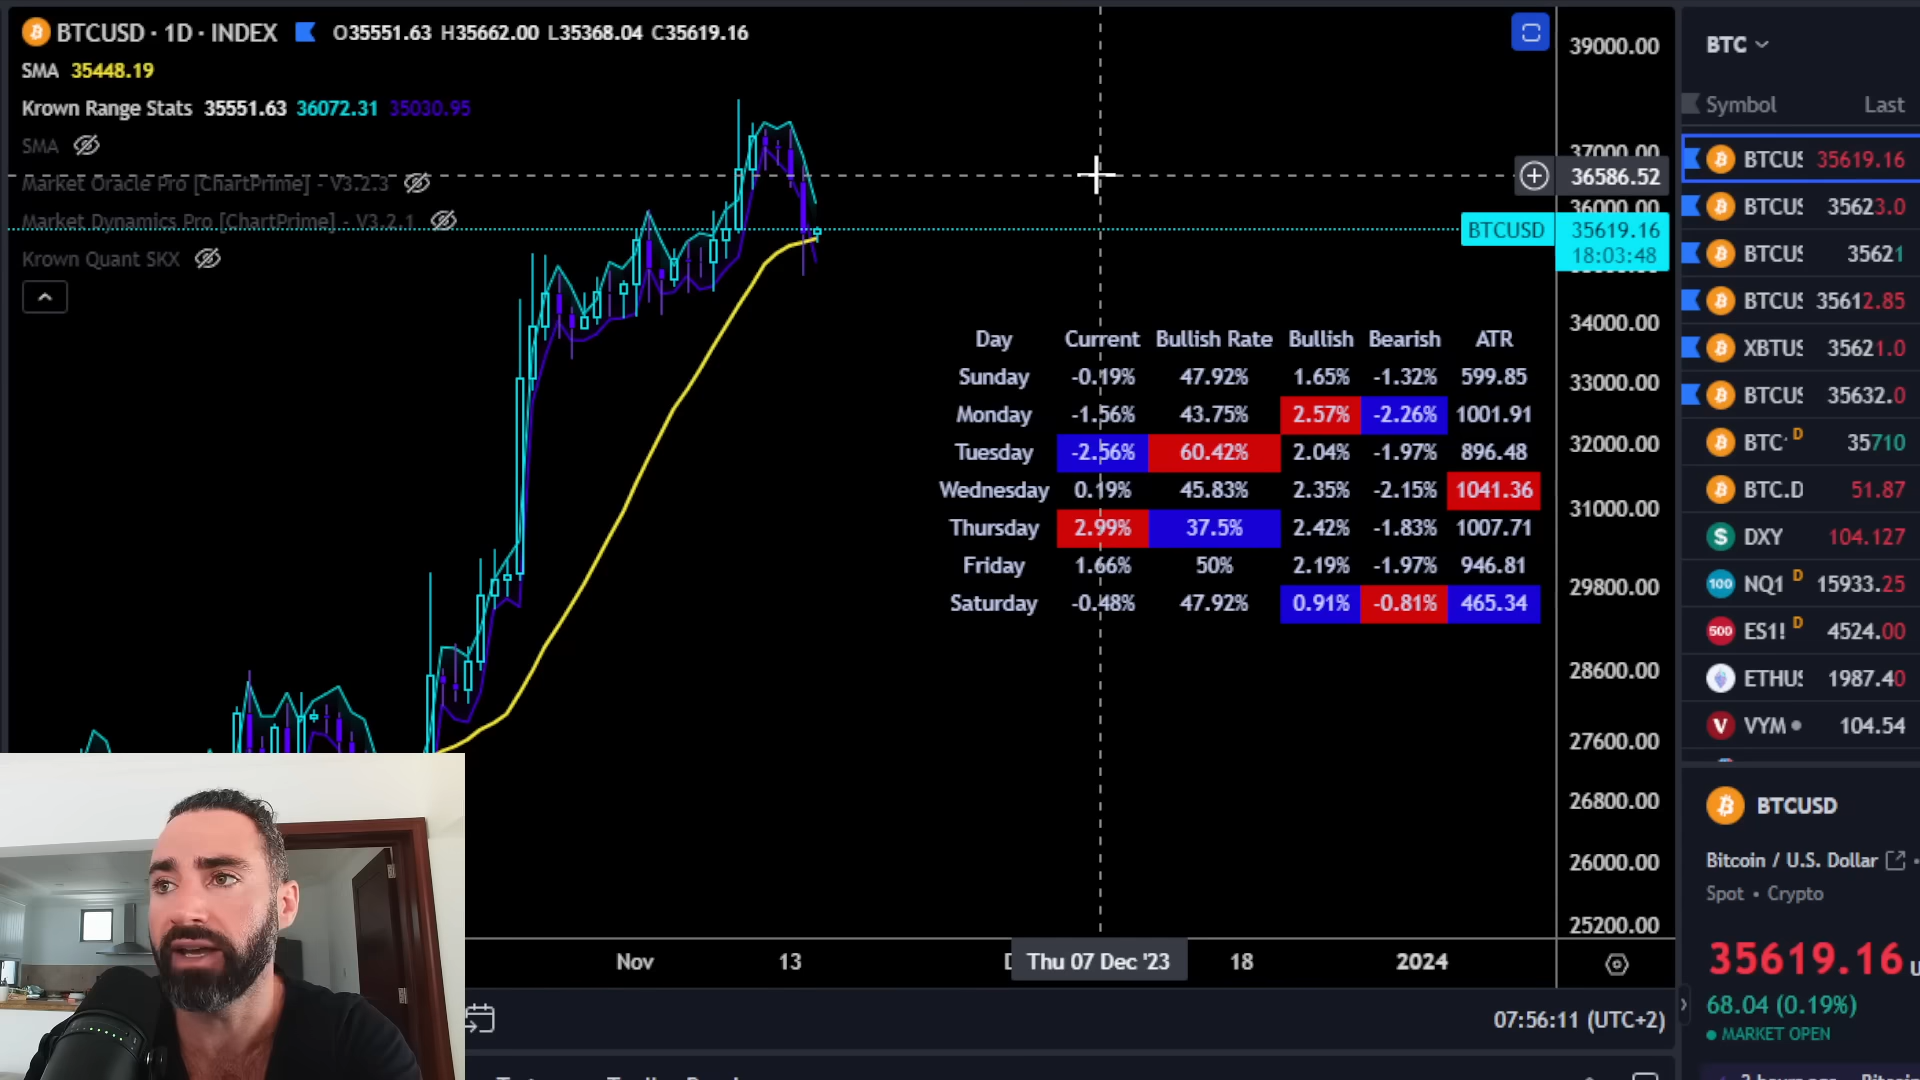 BTCUSD · 1D · INDEX O35551.63 H35662.00 L35368.04 C35619.16
SMA 35448.19
Krown Range Stats 35551.63 36072.31 35030.95
SMA
Market Oracle Pro [ChartPrime] - V3.2.3
Market Dynamics Pro [ChartPrime] - V3.2.1
Krown Quant SKX
39000.00
37000.00
36586.52
36000.00
BTCUSD 35619.16
18:03:48
34000.00
33000.00
32000.00
31000.00
29800.00
28600.00
27600.00
26800.00
26000.00
25200.00
Day Current Bullish Rate Bullish Bearish ATR
Sunday -0.19% 47.92% 1.65% -1.32% 599.85
Monday -1.56% 43.75% 2.57% -2.26% 1001.91
Tuesday -2.56% 60.42% 2.04% -1.97% 896.48
Wednesday 0.19% 45.83% 2.35% -2.15% 1041.36
Thursday 2.99% 37.5% 2.42% -1.83% 1007.71
Friday 1.66% 50% 2.19% -1.97% 946.81
Saturday -0.48% 47.92% 0.91% -0.81% 465.34
Nov 13 Thu 07 Dec '23 18 2024
07:56:11 (UTC+2)
BTC
Symbol Last
BTCUS 35619.16
BTCUS 35623.0
BTCUS 35621
BTCUS 35612.85
XBTUS 35621.0
BTCUS 35632.0
BTC D 35710
BTC.D 51.87
S DXY 104.127
100 NQ1 D 15933.25
500 ES1! D 4524.00
ETHUS 1987.40
V VYM 104.54
BTCUSD
Bitcoin / U.S. Dollar
Spot • Crypto
35619.16
68.04 (0.19%)
MARKET OPEN